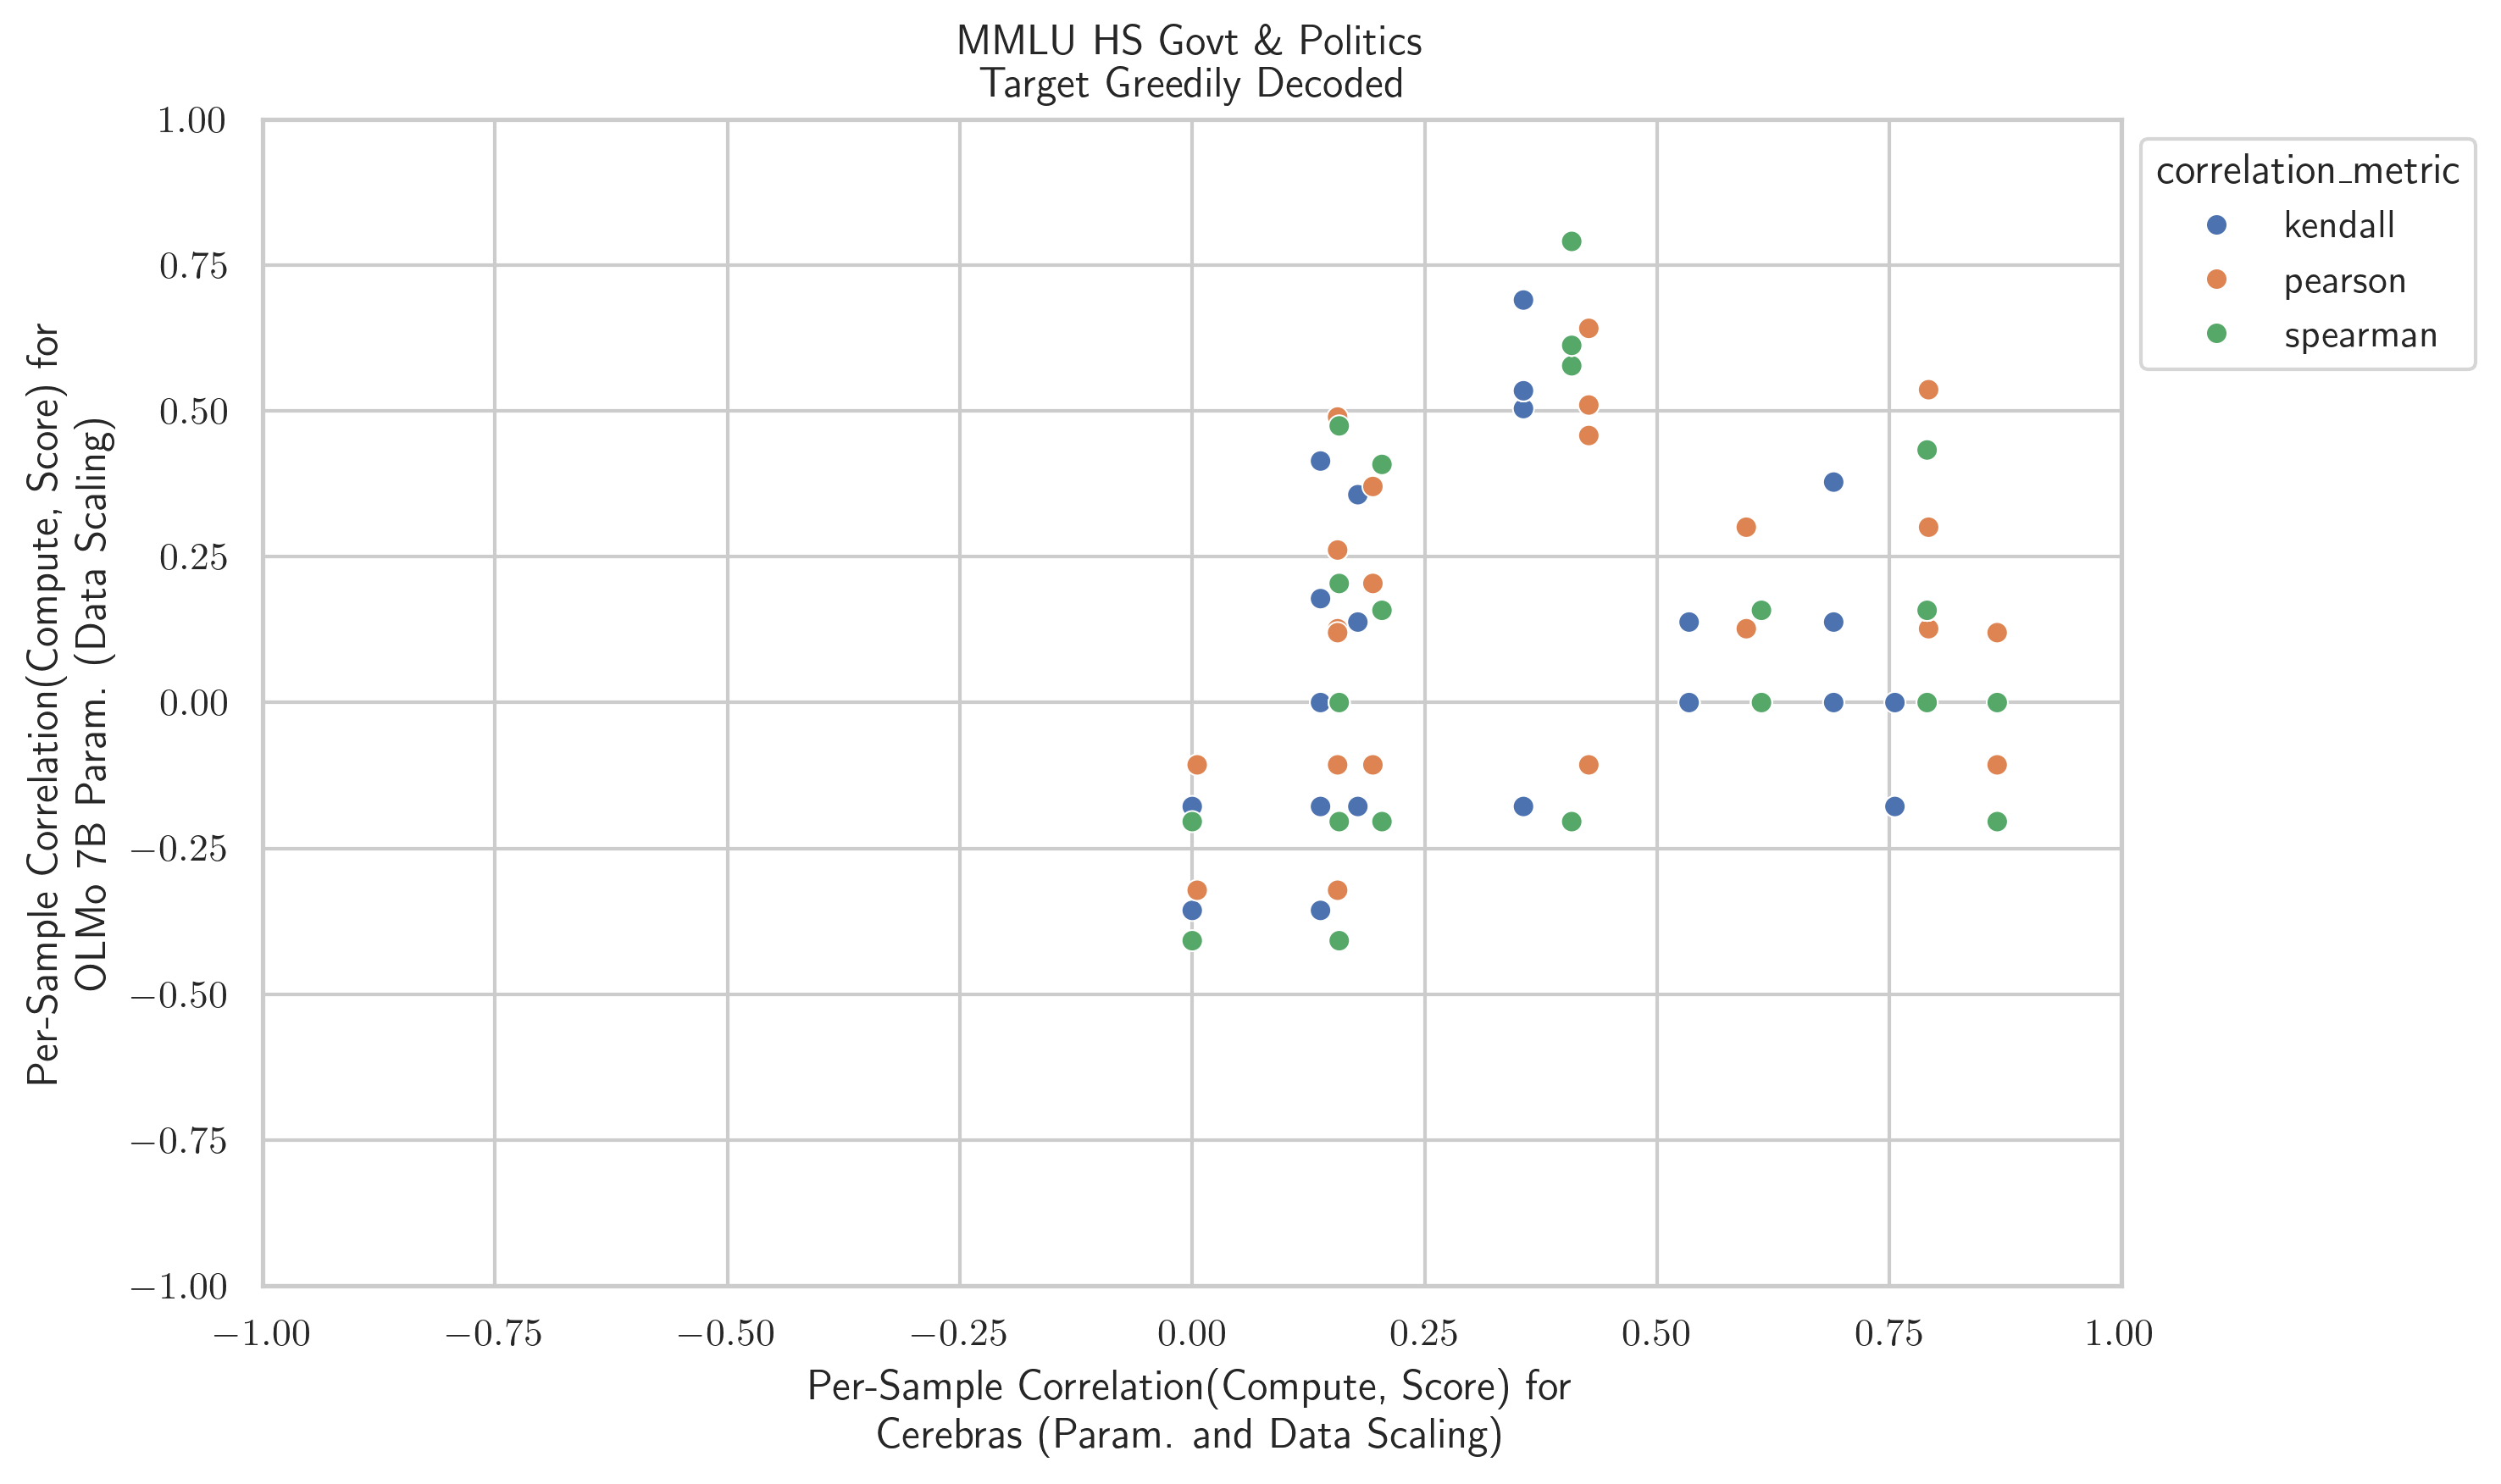 MMLU HS Govt & Politics
Target Greedily Decoded
1.00
0.75
0.50
0.25
0.00
−0.25
−0.50
−0.75
−1.00
Per-Sample Correlation(Compute, Score) for
OLMo 7B Param. (Data Scaling)
correlation_metric
kendall
pearson
spearman
−1.00 −0.75 −0.50 −0.25 0.00 0.25 0.50 0.75 1.00
Per-Sample Correlation(Compute, Score) for
Cerebras (Param. and Data Scaling)